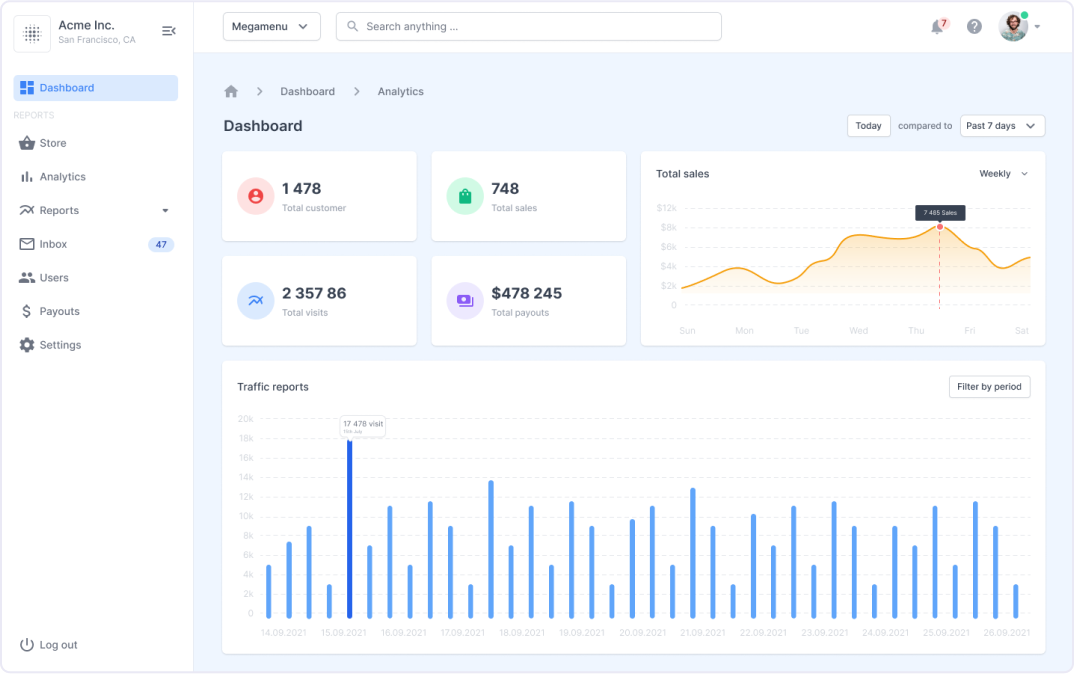 Acme Inc.
San Francisco, CA
Megamenu
Search anything ...
7
Dashboard
REPORTS
Store
Analytics
Reports
Inbox 47
Users
Payouts
Settings
Log out
Dashboard Analytics
Dashboard
Today compared to Past 7 days
1 478
Total customer
748
Total sales
2 357 86
Total visits
$478 245
Total payouts
Total sales Weekly
7 485 Sales
$12k
$8k
$6k
$4k
$2k
0
Sun Mon Tue Wed Thu Fri Sat
Traffic reports Filter by period
17 478 visit
20k
18k
16k
14k
12k
10k
8k
6k
4k
2k
0
14.09.2021 15.09.2021 16.09.2021 17.09.2021 18.09.2021 19.09.2021 20.09.2021 21.09.2021 22.09.2021 23.09.2021 24.09.2021 25.09.2021 26.09.2021